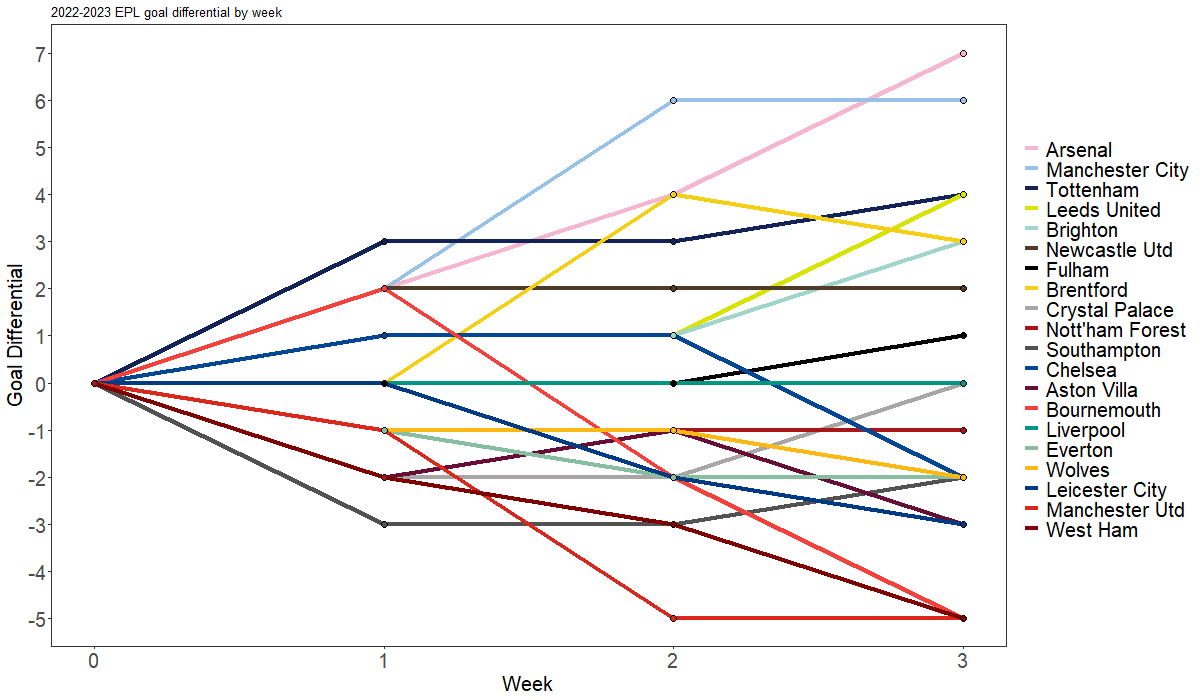 2022-2023 EPL goal differential by week
7
6
5
4
3
2
1
0
-1
-2
-3
-4
-5
Goal Differential
0 1 2 3
Week
Arsenal
Manchester City
Tottenham
Leeds United
Brighton
Newcastle Utd
Fulham
Brentford
Crystal Palace
Nott'ham Forest
Southampton
Chelsea
Aston Villa
Bournemouth
Liverpool
Everton
Wolves
Leicester City
Manchester Utd
West Ham